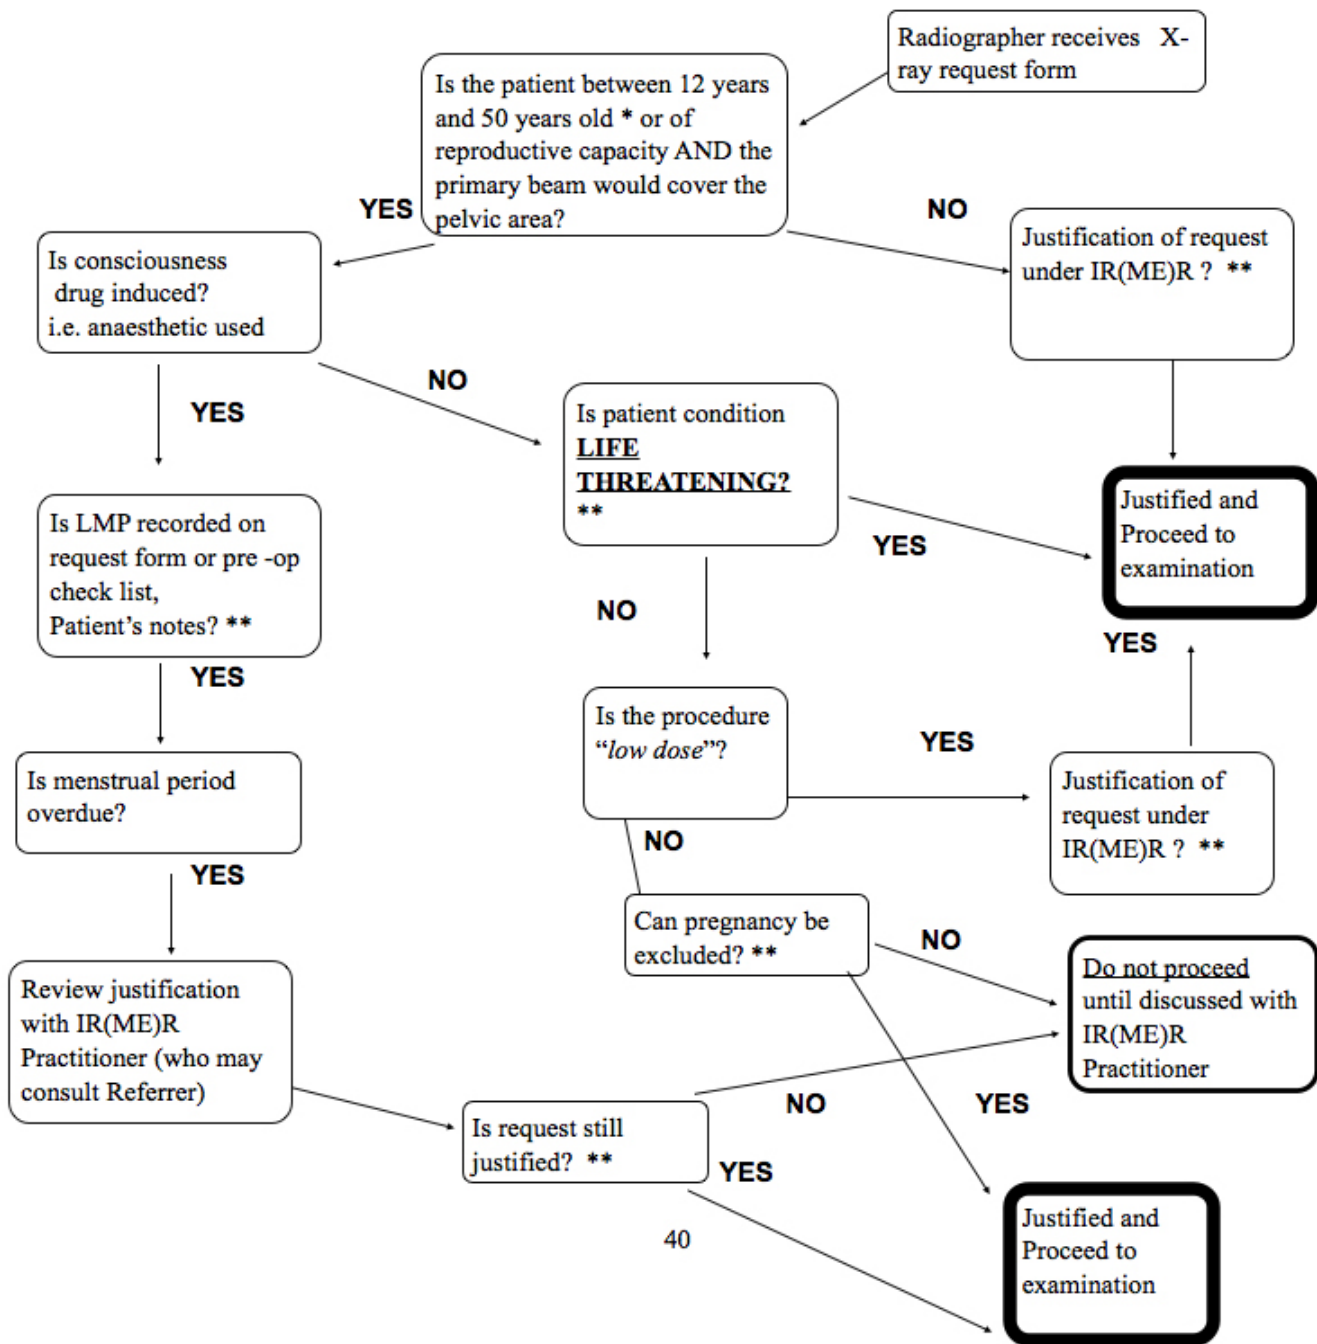 Radiographer receives X-
ray request form
Is the patient between 12 years
and 50 years old * or of
reproductive capacity AND the
primary beam would cover the
pelvic area?
YES
NO
Justification of request
under IR(ME)R ? **
Is consciousness
drug induced?
i.e. anaesthetic used
YES
NO
Is patient condition
LIFE
THREATENING?
**
YES
NO
Justified and
Proceed to
examination
YES
Is LMP recorded on
request form or pre -op
check list,
Patient's notes? **
YES
Is the procedure
“low dose”?
YES
NO
Justification of
request under
IR(ME)R ? **
Is menstrual period
overdue?
YES
Can pregnancy be
excluded? **
NO
YES
Do not proceed
until discussed with
IR(ME)R
Practitioner
Review justification
with IR(ME)R
Practitioner (who may
consult Referrer)
Is request still
justified? **
NO
YES
40
Justified and
Proceed to
examination